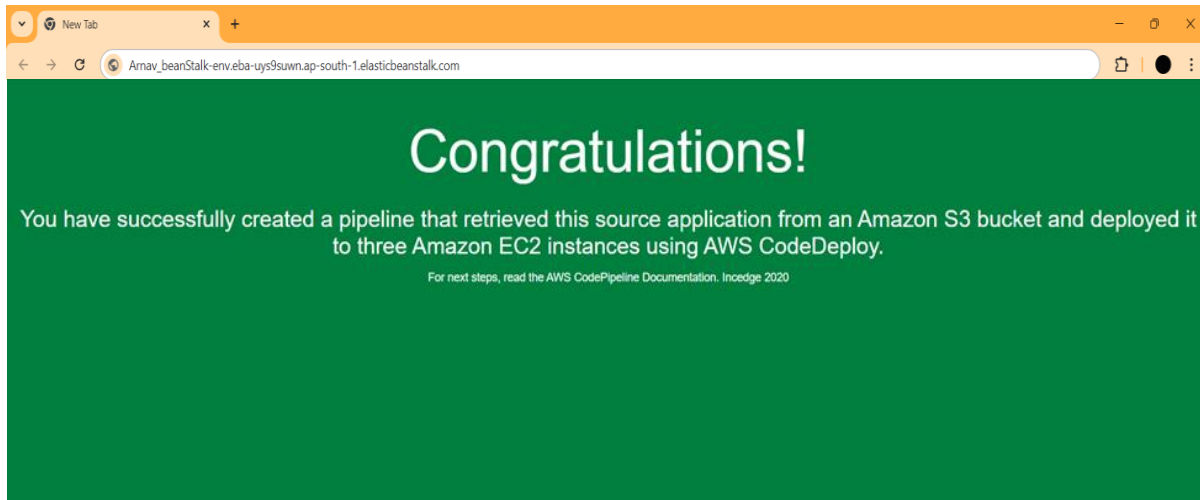 New Tab
Arnav_beanStalk-env.eba-uys9suwn.ap-south-1.elasticbeanstalk.com
Congratulations!
You have successfully created a pipeline that retrieved this source application from an Amazon S3 bucket and deployed it
to three Amazon EC2 instances using AWS CodeDeploy.
For next steps, read the AWS CodePipeline Documentation. Incedge 2020